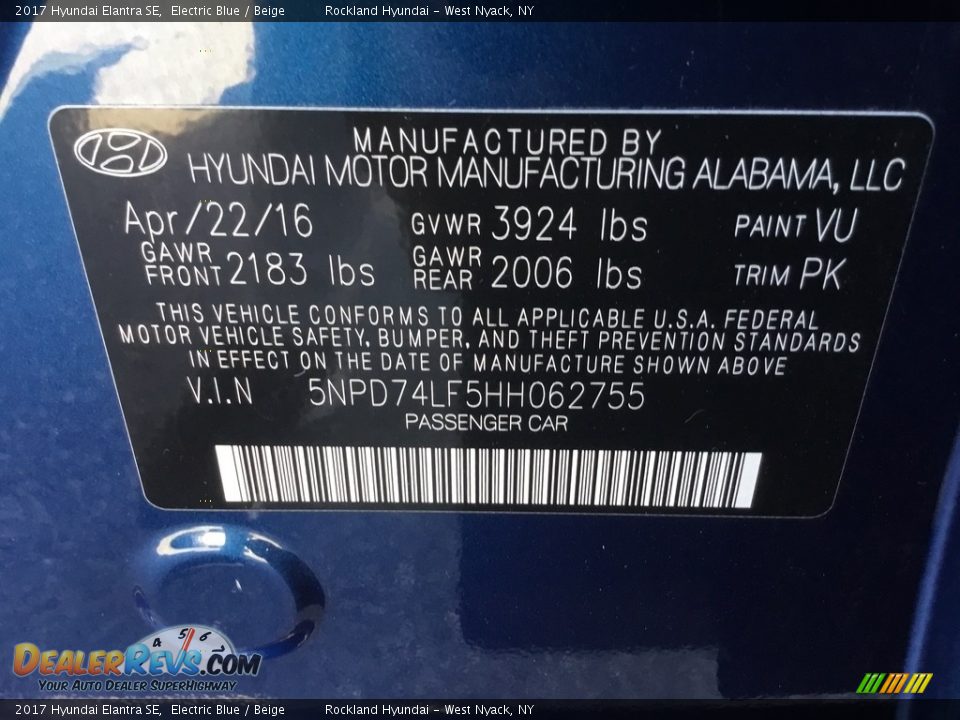 2017 Hyundai Elantra SE, Electric Blue / Beige Rockland Hyundai - West Nyack, NY
MANUFACTURED BY
HYUNDAI MOTOR MANUFACTURING ALABAMA, LLC
Apr/22/16 GVWR 3924 lbs PAINT VU
GAWR FRONT 2183 lbs GAWR REAR 2006 lbs TRIM PK
THIS VEHICLE CONFORMS TO ALL APPLICABLE U.S.A. FEDERAL
MOTOR VEHICLE SAFETY, BUMPER, AND THEFT PREVENTION STANDARDS
IN EFFECT ON THE DATE OF MANUFACTURE SHOWN ABOVE
V.I.N 5NPD74LF5HH062755
PASSENGER CAR
4 5 6
DEALERREVS.COM
YOUR AUTO DEALER SUPERHIGHWAY
2017 Hyundai Elantra SE, Electric Blue / Beige Rockland Hyundai - West Nyack, NY